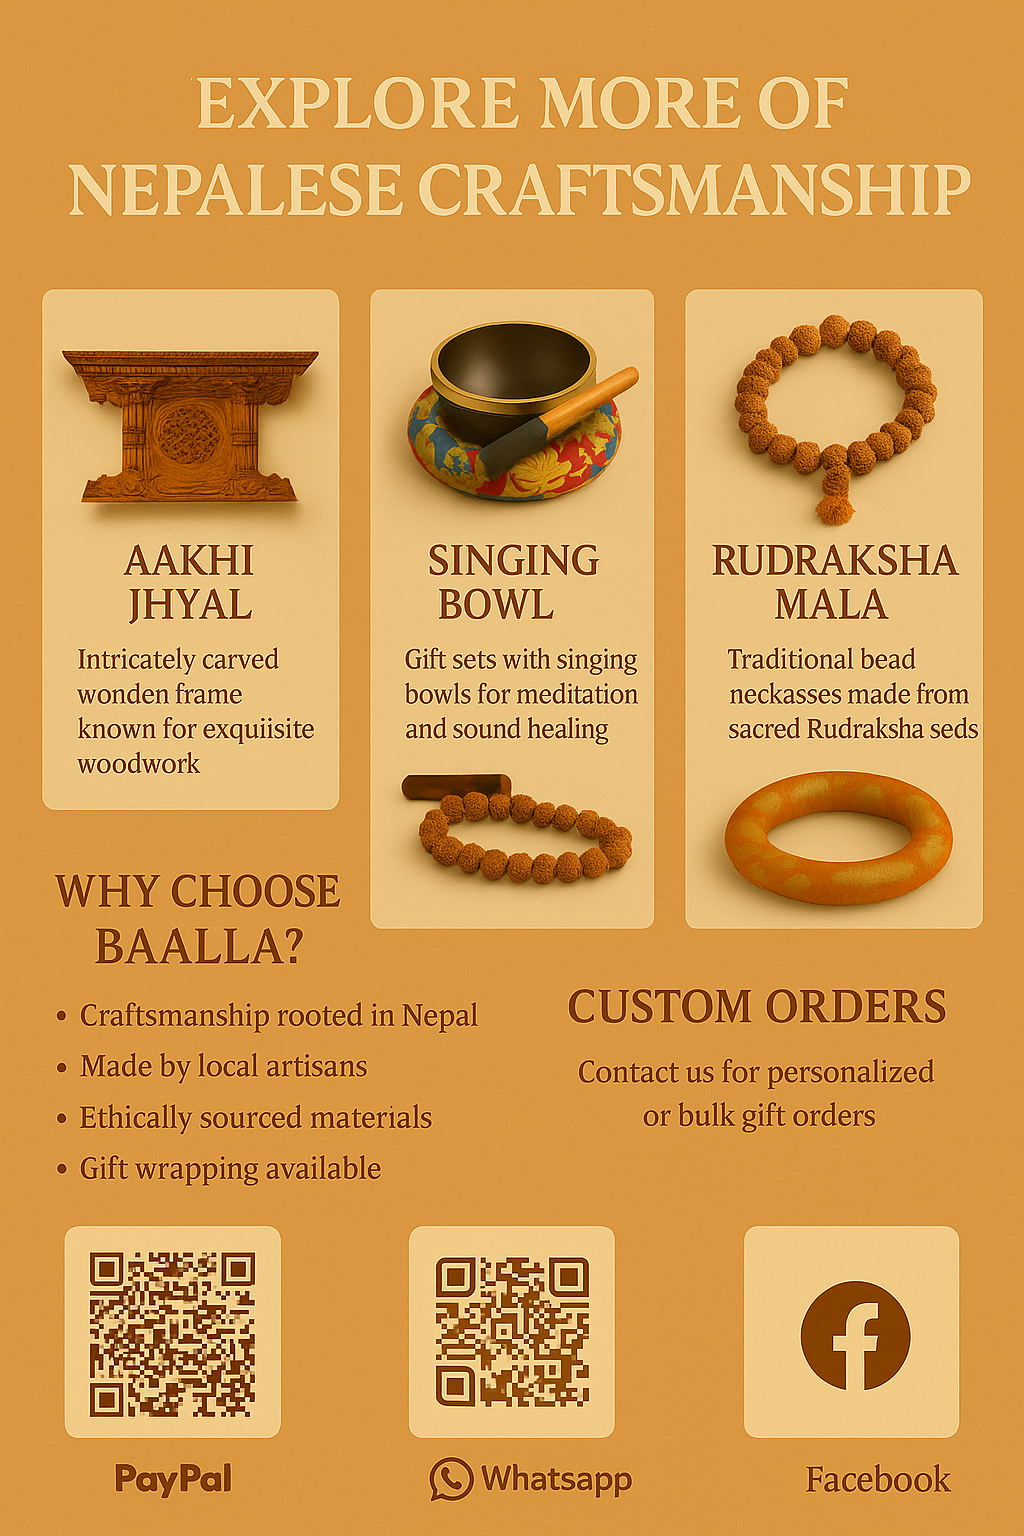 EXPLORE MORE OF
NEPALESE CRAFTSMANSHIP
AAKHI
JHYAL
Intricately carved
wonden frame
known for exquiisite
woodwork
SINGING
BOWL
Gift sets with singing
bowls for meditation
and sound healing
RUDRAKSHA
MALA
Traditional bead
neckasses made from
sacred Rudraksha seds
WHY CHOOSE
BAALLA?
• Craftsmanship rooted in Nepal
• Made by local artisans
• Ethically sourced materials
• Gift wrapping available
CUSTOM ORDERS
Contact us for personalized
or bulk gift orders
PayPal
Whatsapp
Facebook